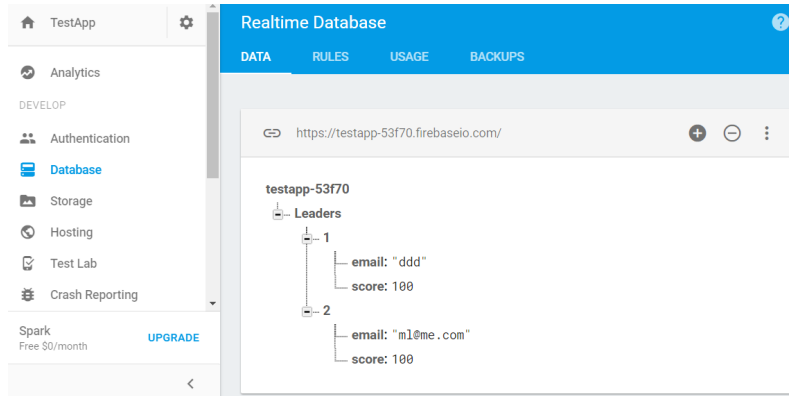 TestApp
Analytics
DEVELOP
Authentication
Database
Storage
Hosting
Test Lab
Crash Reporting
Spark
Free $0/month
UPGRADE
Realtime Database
?
DATA RULES USAGE BACKUPS
https://testapp-53f70.firebaseio.com/
testapp-53f70
Leaders
1
email: "ddd"
score: 100
2
email: "ml@me.com"
score: 100